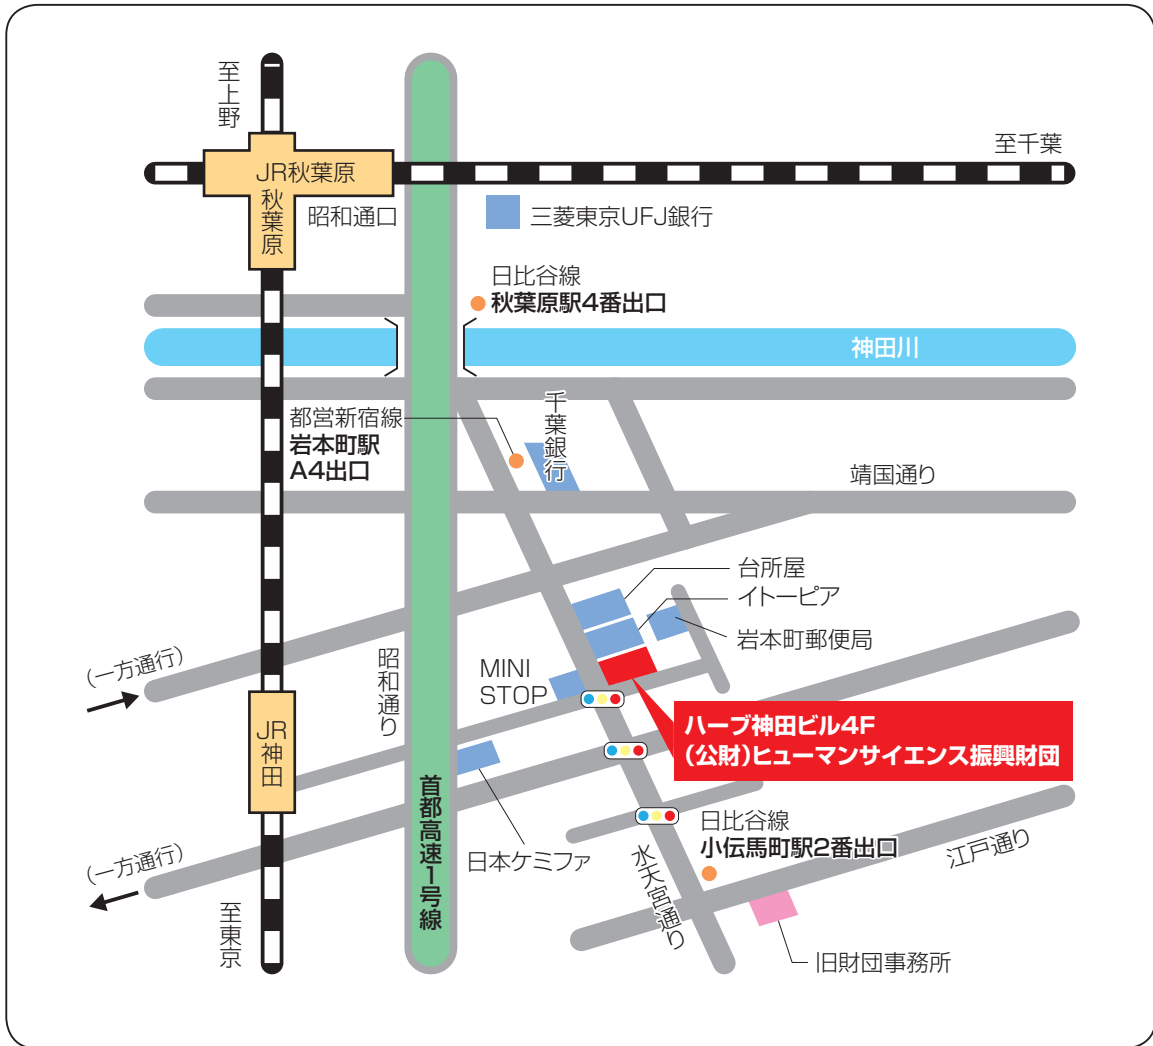 至上野
至千葉
JR秋葉原
秋葉原
昭和通口
三菱東京UFJ銀行
日比谷線
秋葉原駅4番出口
神田川
千葉銀行
都営新宿線
岩本町駅
A4出口
靖国通り
台所屋
イトーピア
岩本町郵便局
(一方通行)
昭和通り
MINI
STOP
JR神田
ハーブ神田ビル4F
(公財)ヒューマンサイエンス振興財団
首都高速1号線
日本ケミファ
日比谷線
小伝馬町駅2番出口
江戸通り
水天宮通り
(一方通行)
至東京
旧財団事務所